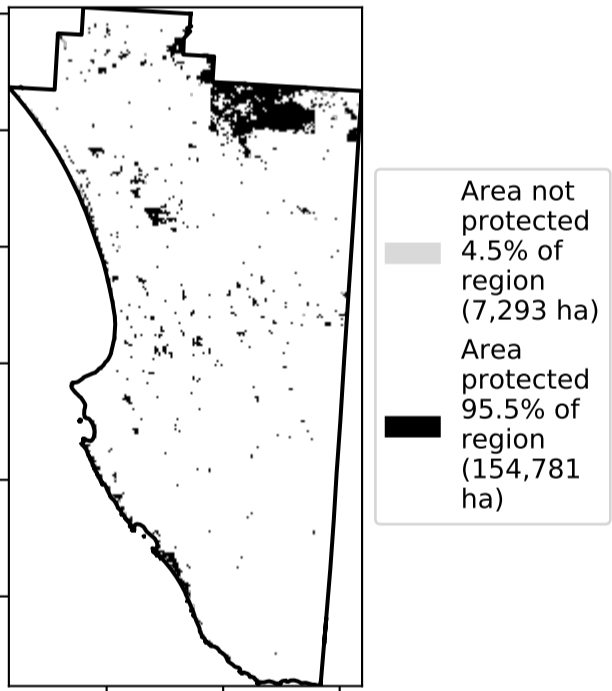 Area not
protected
4.5% of
region
(7,293 ha)
Area
protected
95.5% of
region
(154,781
ha)